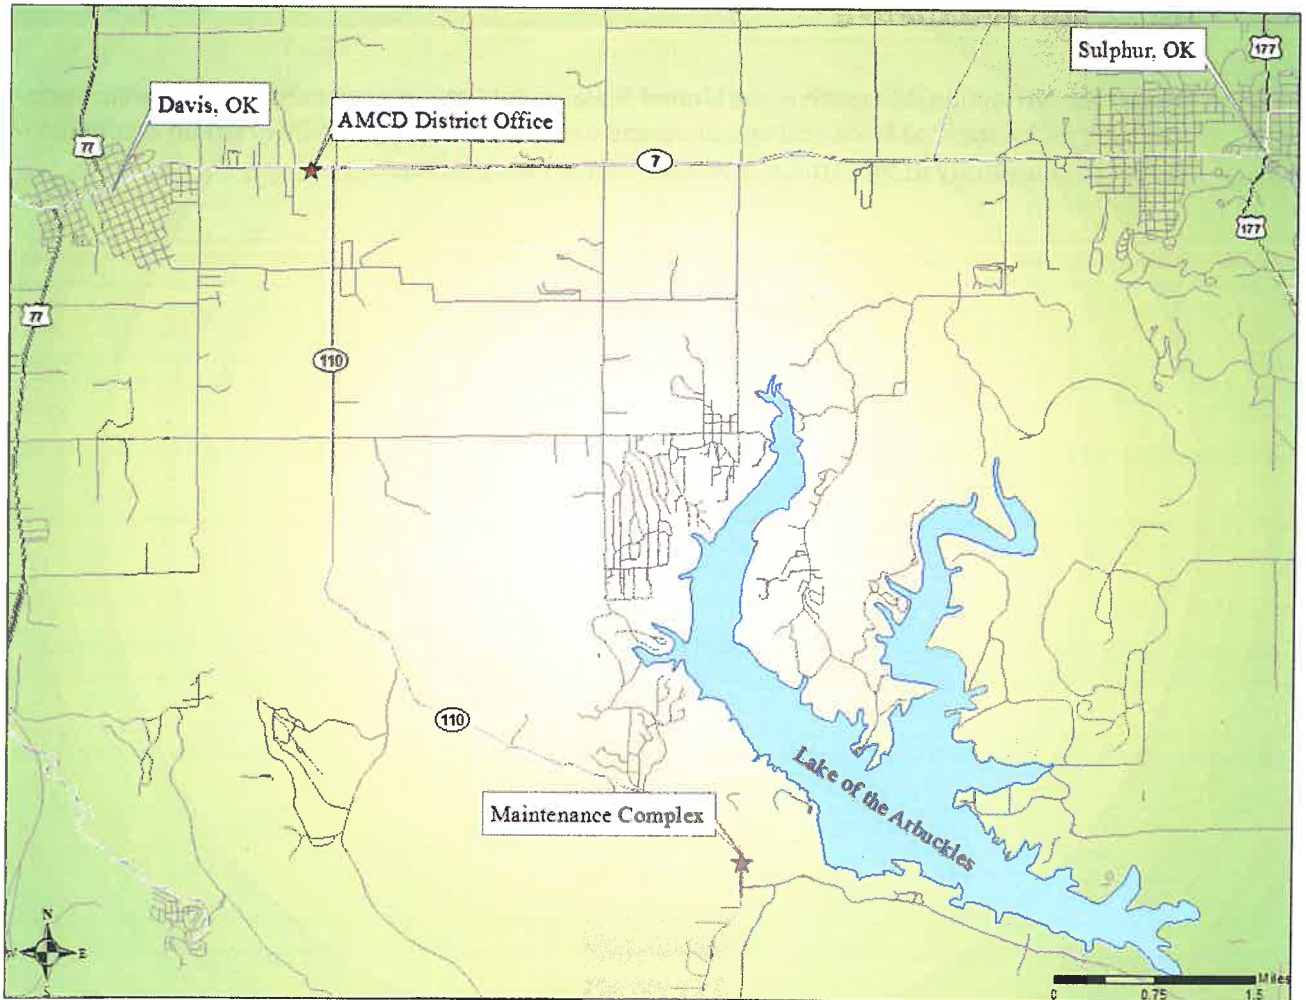 177
Sulphur, OK
Davis, OK
AMCD District Office
77
7
177
77
110
110
Lake of the Arbuckles
Maintenance Complex
N
E
S
Miles
0 0.75 1.5